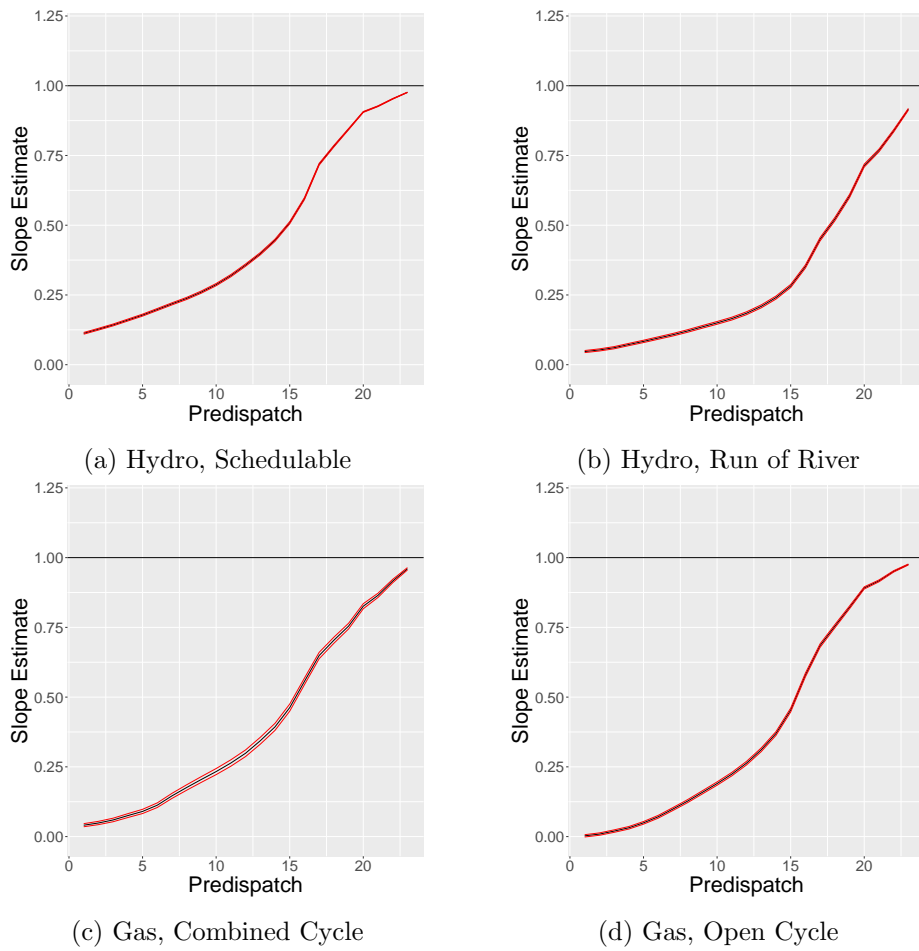 1.25
1.00
0.75
0.50
0.25
0.00
Slope Estimate
0 5 10 15 20
Predispatch
(a) Hydro, Schedulable
1.25
1.00
0.75
0.50
0.25
0.00
Slope Estimate
0 5 10 15 20
Predispatch
(b) Hydro, Run of River
1.25
1.00
0.75
0.50
0.25
0.00
Slope Estimate
0 5 10 15 20
Predispatch
(c) Gas, Combined Cycle
1.25
1.00
0.75
0.50
0.25
0.00
Slope Estimate
0 5 10 15 20
Predispatch
(d) Gas, Open Cycle